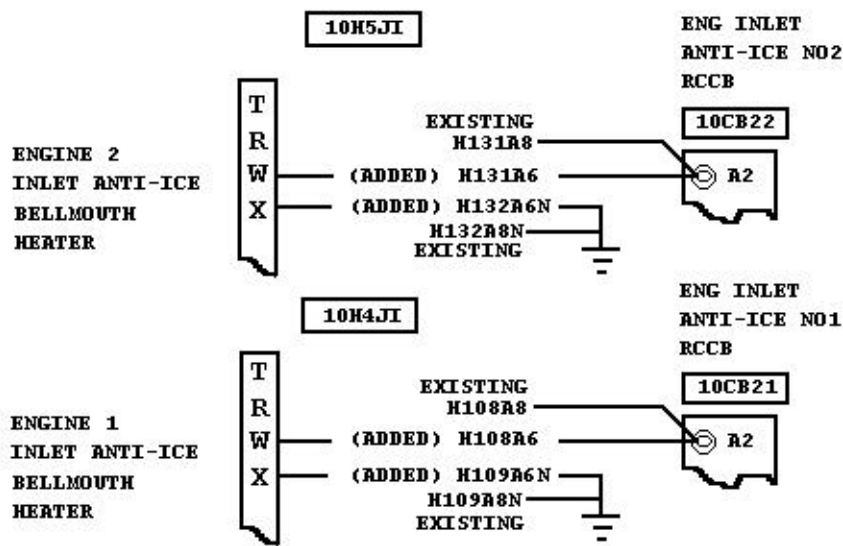 10H5JI
ENG INLET
ANTI-ICE NO2
RCCB
10CB22
T
R
W
X
ENGINE 2
INLET ANTI-ICE
BELLMOUTH
HEATER
EXISTING
H131A8
(ADDED) H131A6
(ADDED) H132A6N
H132A8N
EXISTING
A2
10H4JI
ENG INLET
ANTI-ICE NO1
RCCB
10CB21
T
R
W
X
ENGINE 1
INLET ANTI-ICE
BELLMOUTH
HEATER
EXISTING
H108A8
(ADDED) H108A6
(ADDED) H109A6N
H109A8N
EXISTING
A2